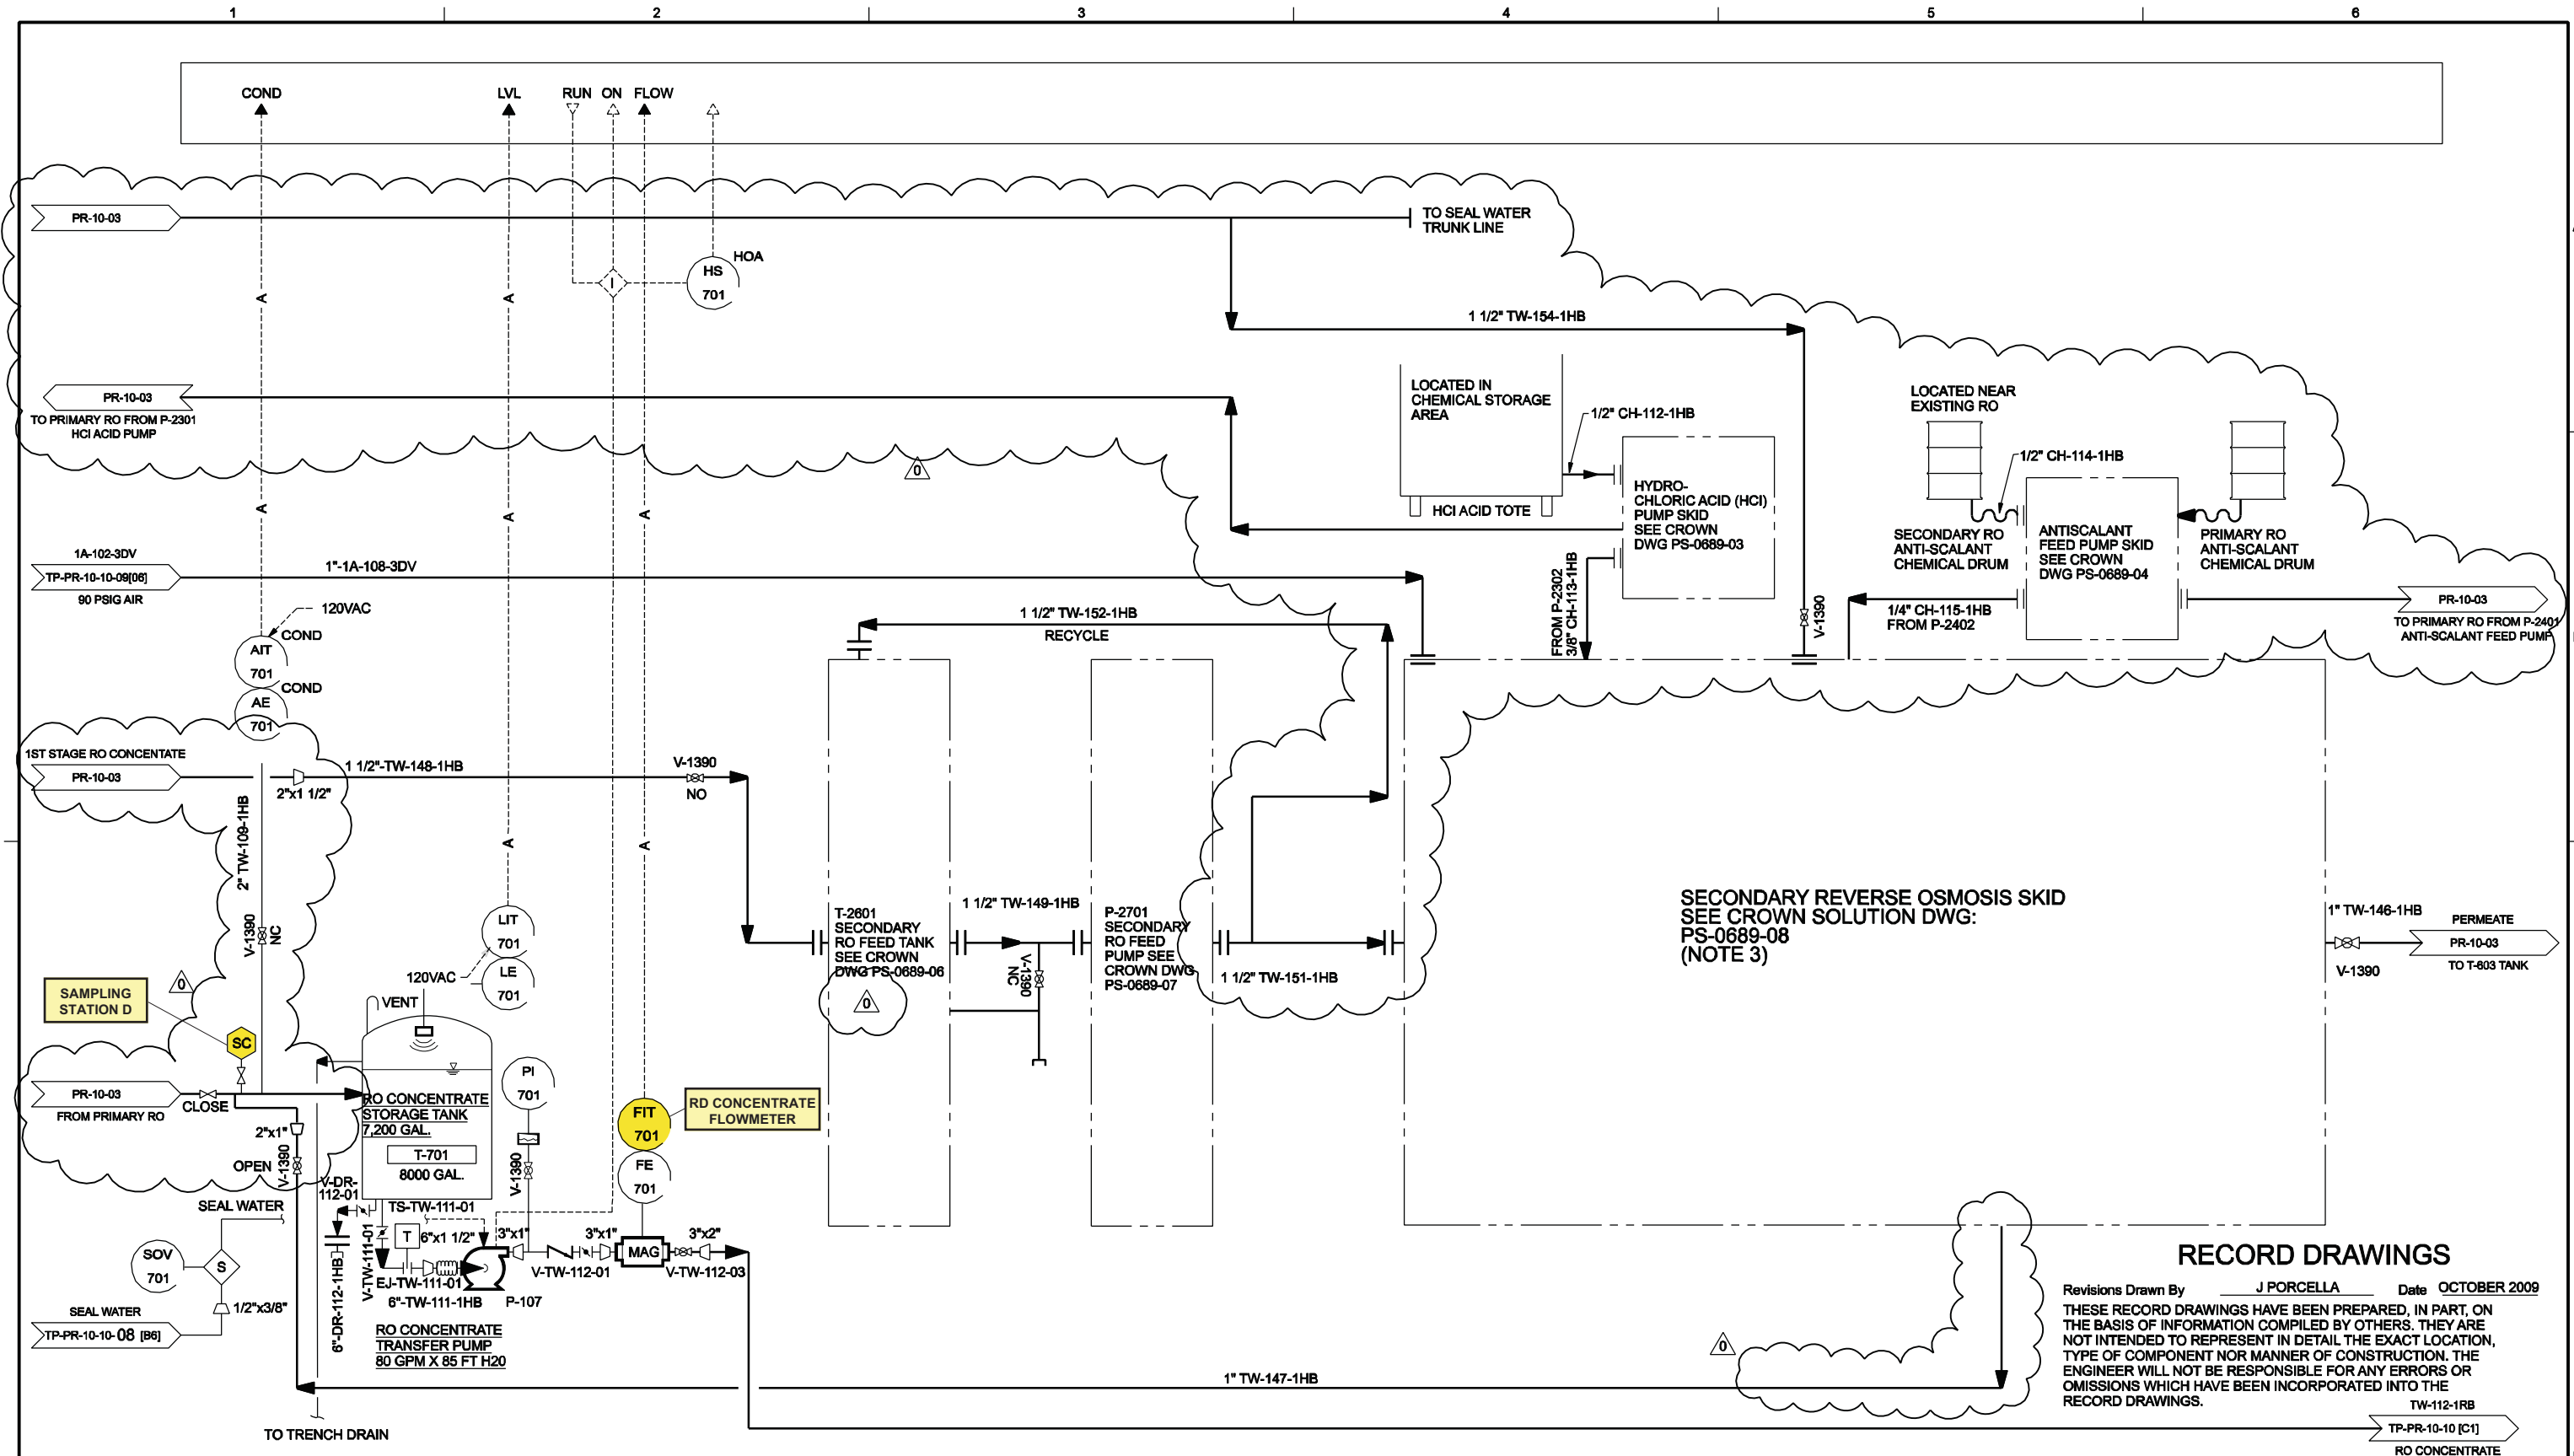 1
2
3
4
5
6
COND
LVL
RUN
ON
FLOW
PR-10-03
TO SEAL WATER
TRUNK LINE
HOA
HS
701
I
A
A
1 1/2" TW-154-1HB
PR-10-03
TO PRIMARY RO FROM P-2301
HCl ACID PUMP
LOCATED IN
CHEMICAL STORAGE
AREA
1/2" CH-112-1HB
HCl ACID TOTE
HYDRO-
CHLORIC ACID (HCl)
PUMP SKID
SEE CROWN
DWG PS-0689-03
LOCATED NEAR
EXISTING RO
1/2" CH-114-1HB
SECONDARY RO
ANTI-SCALANT
CHEMICAL DRUM
ANTISCALANT
FEED PUMP SKID
SEE CROWN
DWG PS-0689-04
PRIMARY RO
ANTI-SCALANT
CHEMICAL DRUM
0
A
A
A
1A-102-3DV
TP-PR-10-10-09[06]
90 PSIG AIR
1"-1A-108-3DV
FROM P-2302
3/8" CH-113-1HB
V-1390
1/4" CH-115-1HB
FROM P-2402
PR-10-03
TO PRIMARY RO FROM P-2401
ANTI-SCALANT FEED PUMP
120VAC
COND
AIT
701
COND
AE
701
1 1/2" TW-152-1HB
RECYCLE
1ST STAGE RO CONCENTATE
PR-10-03
2"x1 1/2"
1 1/2"-TW-148-1HB
V-1390
NO
2" TW-109-1HB
V-1390
NC
A
A
LIT
701
LE
701
120VAC
T-2601
SECONDARY
RO FEED TANK
SEE CROWN
DWG PS-0689-06
0
1 1/2" TW-149-1HB
V-1390
NC
P-2701
SECONDARY
RO FEED
PUMP SEE
CROWN DWG
PS-0689-07
1 1/2" TW-151-1HB
SECONDARY REVERSE OSMOSIS SKID
SEE CROWN SOLUTION DWG:
PS-0689-08
(NOTE 3)
1" TW-146-1HB
V-1390
PERMEATE
PR-10-03
TO T-603 TANK
SAMPLING
STATION D
0
SC
VENT
PR-10-03
FROM PRIMARY RO
CLOSE
RO CONCENTRATE
STORAGE TANK
7,200 GAL.
T-701
8000 GAL.
PI
701
V-1390
FIT
701
RD CONCENTRATE
FLOWMETER
FE
701
2"x1"
OPEN
V-1390
V-DR-
112-01
TS-TW-111-01
SEAL WATER
SOV
701
S
1/2"x3/8"
SEAL WATER
TP-PR-10-10-08 [B6]
6"-DR-112-1HB
V-TW-111-01
T
6"x1 1/2"
EJ-TW-111-01
6"-TW-111-1HB
P-107
3"x1"
V-TW-112-01
3"x1"
MAG
3"x2"
V-TW-112-03
RO CONCENTRATE
TRANSFER PUMP
80 GPM X 85 FT H20
TO TRENCH DRAIN
1" TW-147-1HB
0
RECORD DRAWINGS
Revisions Drawn By J PORCELLA Date OCTOBER 2009
THESE RECORD DRAWINGS HAVE BEEN PREPARED, IN PART, ON
THE BASIS OF INFORMATION COMPILED BY OTHERS. THEY ARE
NOT INTENDED TO REPRESENT IN DETAIL THE EXACT LOCATION,
TYPE OF COMPONENT NOR MANNER OF CONSTRUCTION. THE
ENGINEER WILL NOT BE RESPONSIBLE FOR ANY ERRORS OR
OMISSIONS WHICH HAVE BEEN INCORPORATED INTO THE
RECORD DRAWINGS.
TW-112-1RB
TP-PR-10-10 [C1]
RO CONCENTRATE